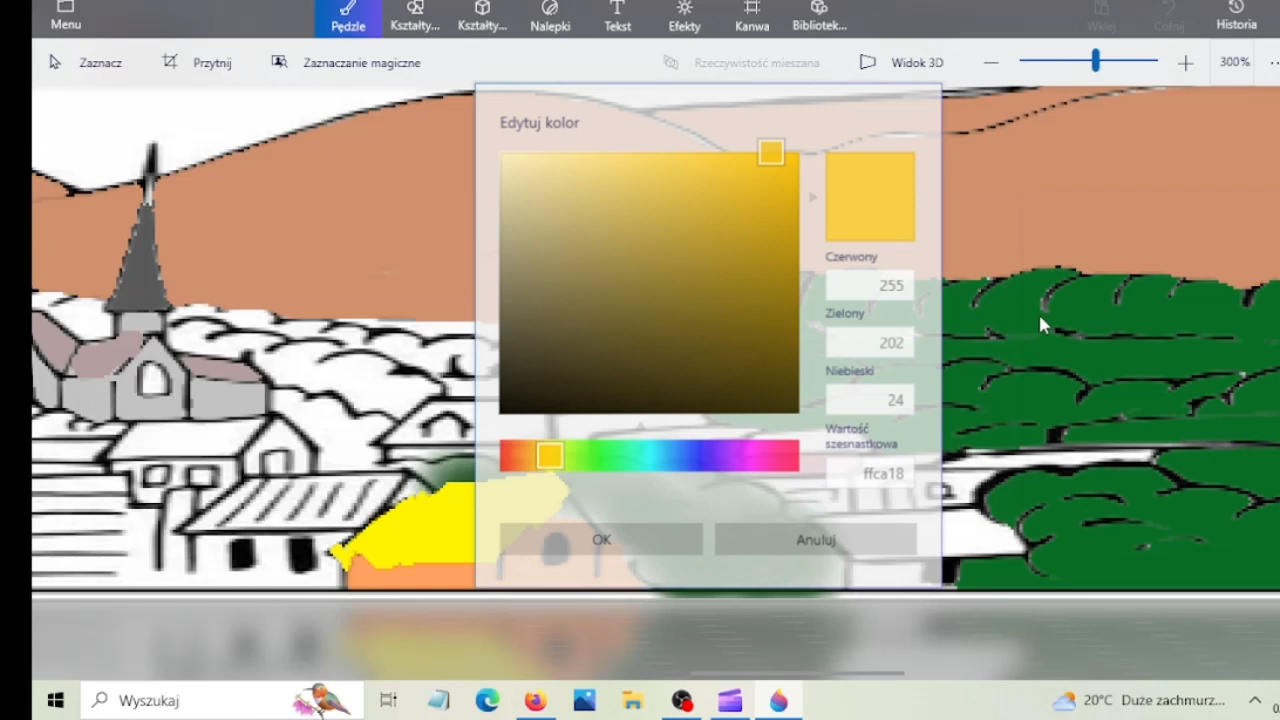 Menu
Pędzle
Kształty...
Kształty...
Nalepki
Tekst
Efekty
Kanwa
Bibliotek...
Wklej
Cofnij
Historia
Zaznacz
Przytnij
Zaznaczanie magiczne
Rzeczywistość mieszana
Widok 3D
300%
Edytuj kolor
Czerwony
255
Zielony
202
Niebieski
24
Wartość
szesnastkowa
ffca18
OK
Anuluj
Wyszukaj
20°C Duże zachmurz...